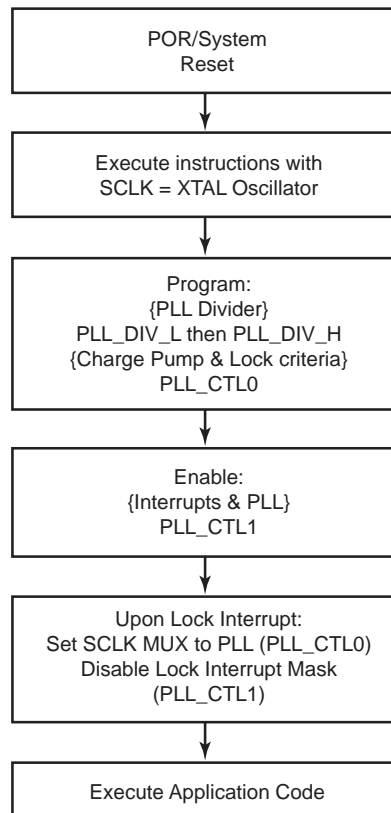 POR/System
Reset
Execute instructions with
SCLK = XTAL Oscillator
Program:
{PLL Divider}
PLL_DIV_L then PLL_DIV_H
{Charge Pump & Lock criteria}
PLL_CTL0
Enable:
{Interrupts & PLL}
PLL_CTL1
Upon Lock Interrupt:
Set SCLK MUX to PLL (PLL_CTL0)
Disable Lock Interrupt Mask
(PLL_CTL1)
Execute Application Code